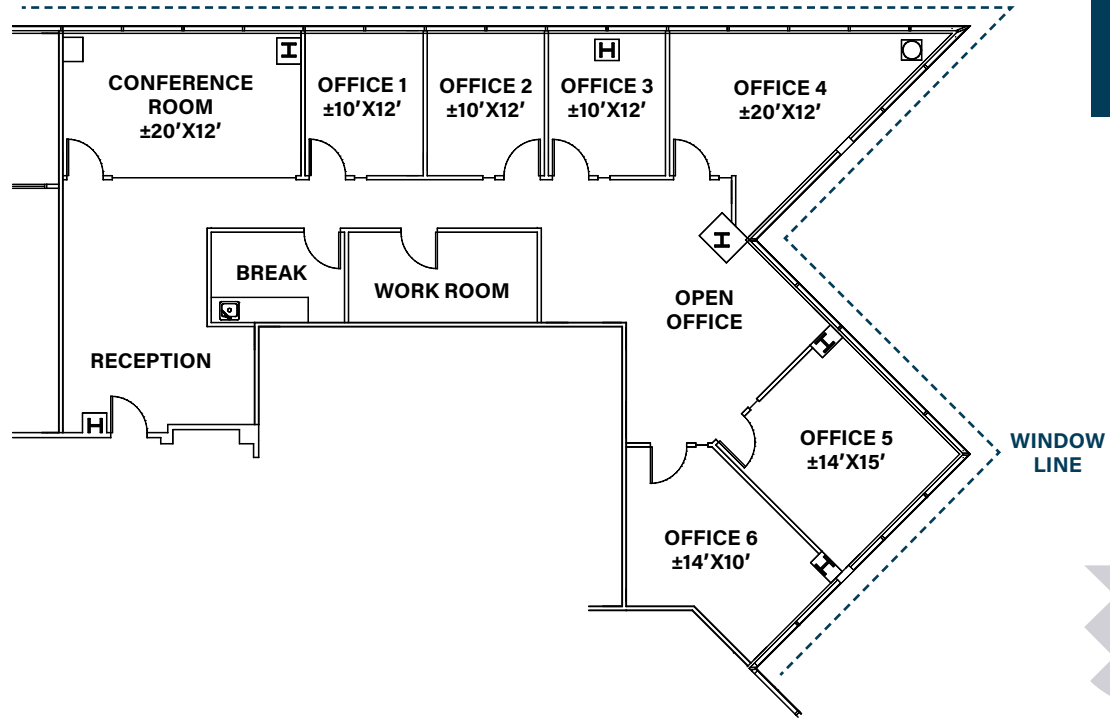 CONFERENCE
ROOM
±20'X12'
OFFICE 1
±10'X12'
OFFICE 2
±10'X12'
OFFICE 3
±10'X12'
OFFICE 4
±20'X12'
BREAK
WORK ROOM
OPEN
OFFICE
RECEPTION
OFFICE 5
±14'X15'
WINDOW
LINE
OFFICE 6
±14'X10'